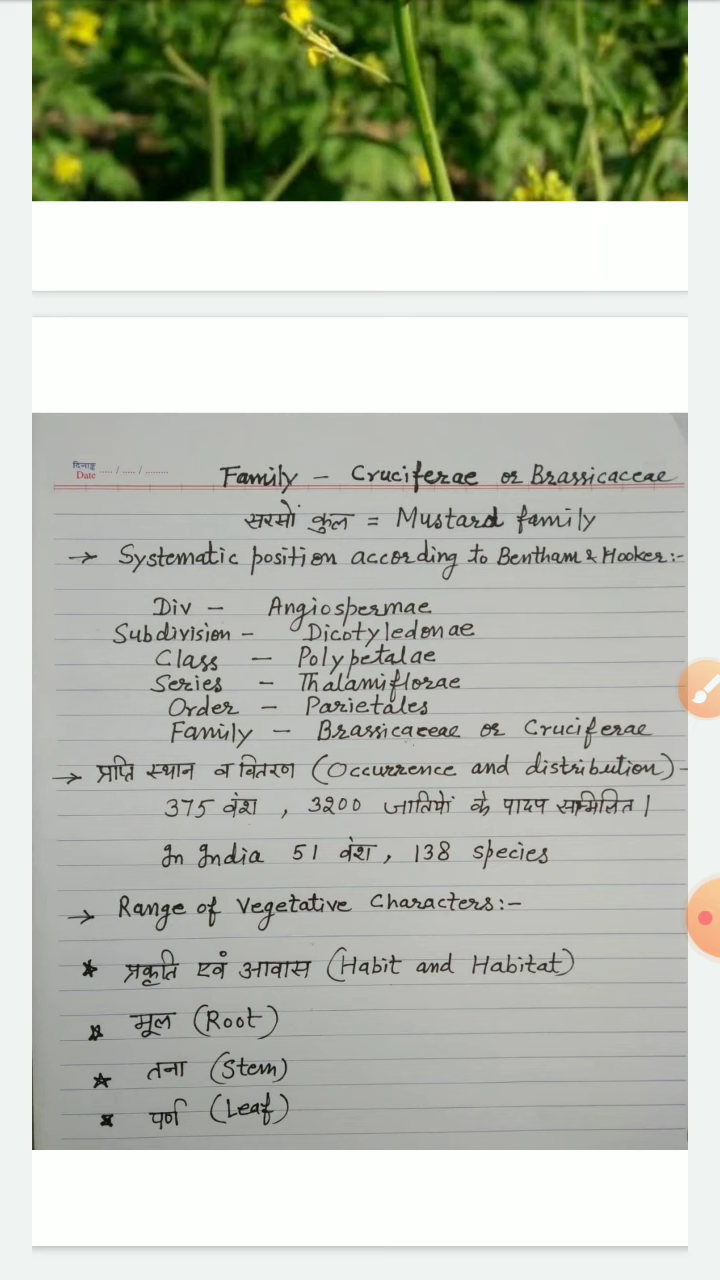 दिनाङ्क
Date ..... / ..... / .........
Family - Cruciferae or Brassicaceae
सरसों कुल = Mustard family
→ Systematic position according to Bentham & Hooker:-
Div - Angiospermae
Subdivision - Dicotyledonae
Class - Polypetalae
Series - Thalamiflorae
Order - Parietales
Family - Brassicaceae or Cruciferae
→ प्रप्ति स्थान व वितरण (Occurrence and distribution) -
375 वंश , 3200 जातियों के पादप सम्मिलित |
In India 51 वंश , 138 species
→ Range of Vegetative Characters:-
* प्रकृति एवं आवास (Habit and Habitat)
* मूल (Root)
* तना (Stem)
* पर्ण (Leaf)